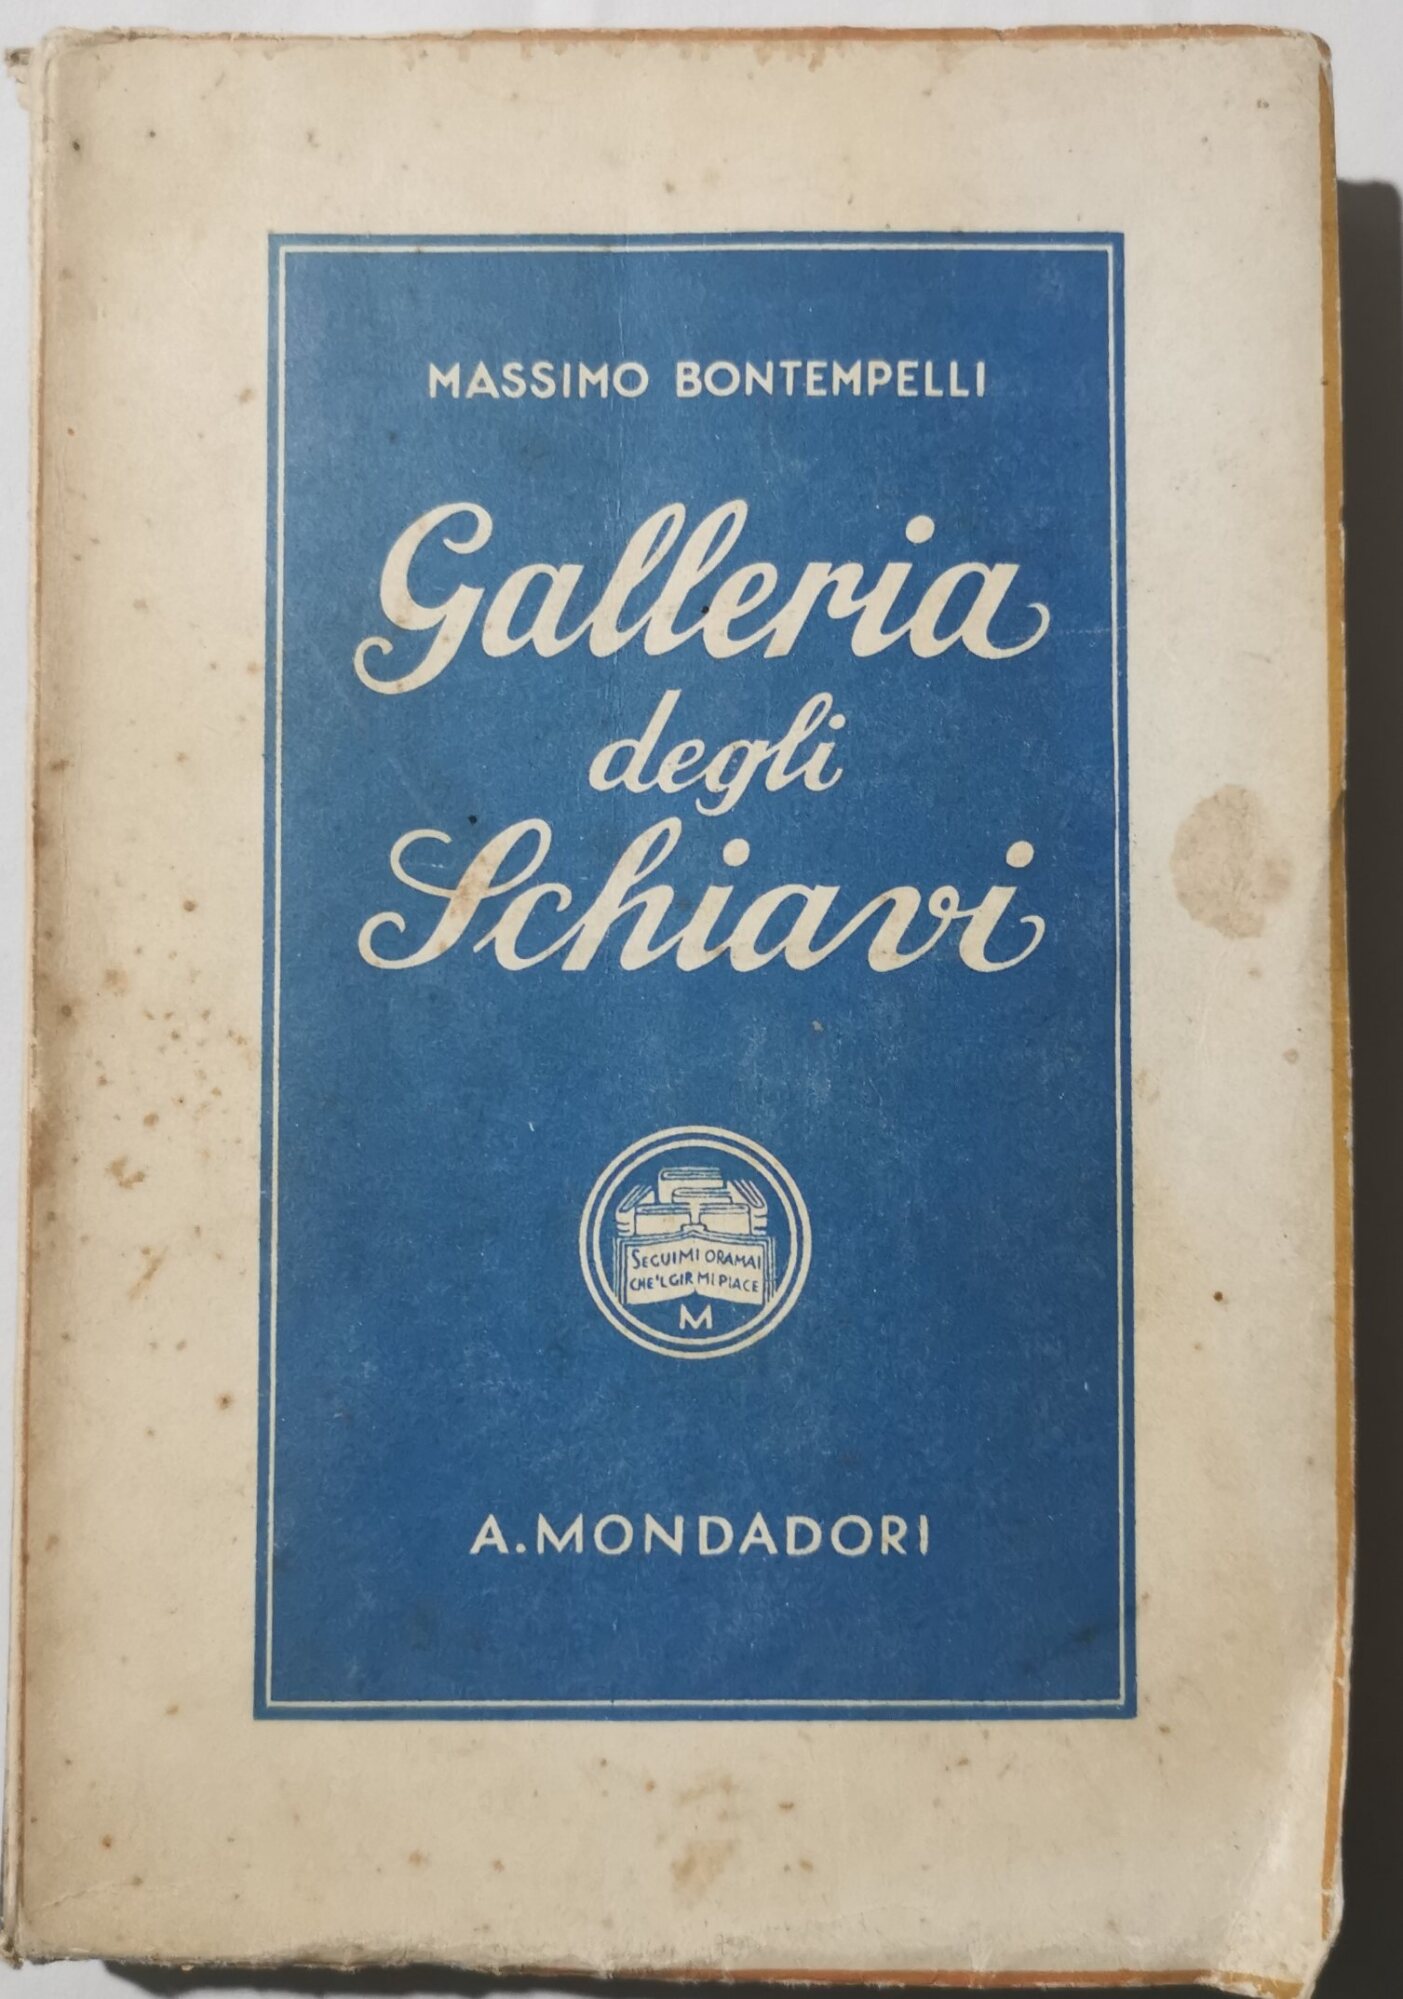 MASSIMO BONTEMPELLI
Galleria
degli
Schiavi
SEGUIMI ORAMAI
CHE 'L GIR MI PIACE
M
A. MONDADORI